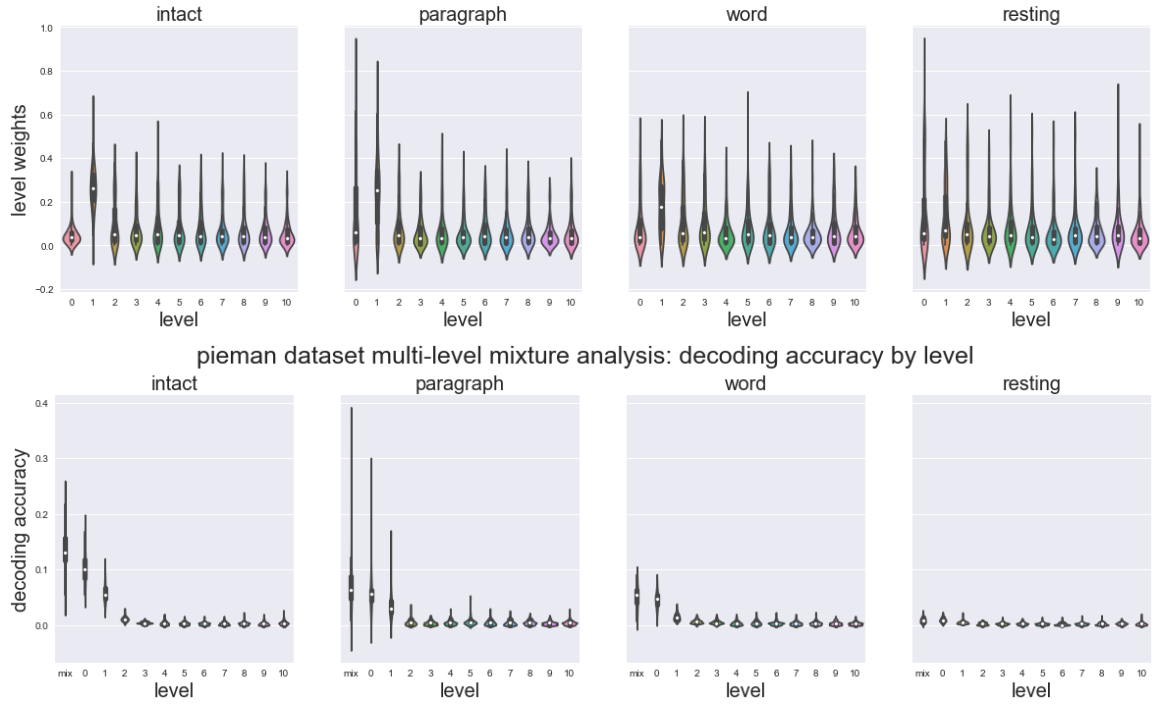 intact paragraph word resting
1.0
0.8
0.6
0.4
0.2
0.0
−0.2
level weights
0 1 2 3 4 5 6 7 8 9 10 0 1 2 3 4 5 6 7 8 9 10 0 1 2 3 4 5 6 7 8 9 10 0 1 2 3 4 5 6 7 8 9 10
level level level level
pieman dataset multi-level mixture analysis: decoding accuracy by level
intact paragraph word resting
0.4
0.3
0.2
0.1
0.0
decoding accuracy
mix 0 1 2 3 4 5 6 7 8 9 10 mix 0 1 2 3 4 5 6 7 8 9 10 mix 0 1 2 3 4 5 6 7 8 9 10 mix 0 1 2 3 4 5 6 7 8 9 10
level level level level